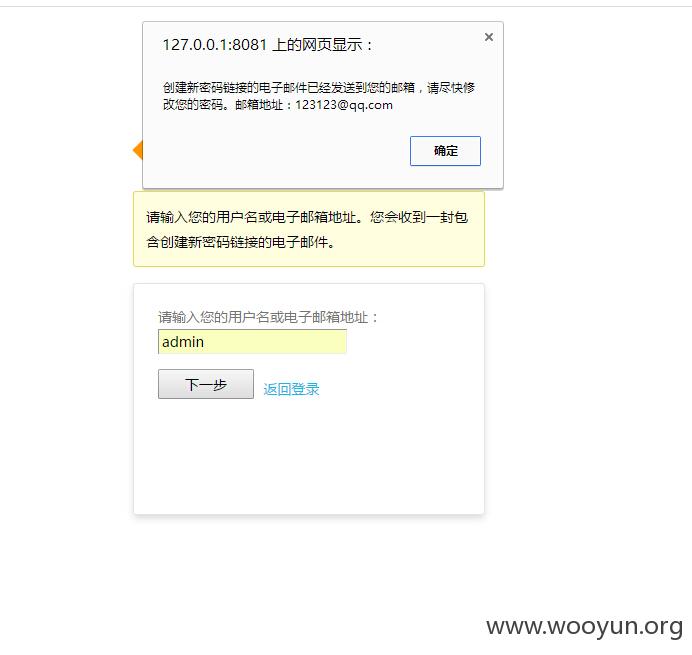 127.0.0.1:8081 上的网页显示：
创建新密码链接的电子邮件已经发送到您的邮箱，请尽快修
改您的密码。邮箱地址：123123@qq.com
确定
请输入您的用户名或电子邮箱地址。您会收到一封包
含创建新密码链接的电子邮件。
请输入您的用户名或电子邮箱地址：
admin
下一步 返回登录
www.wooyun.org